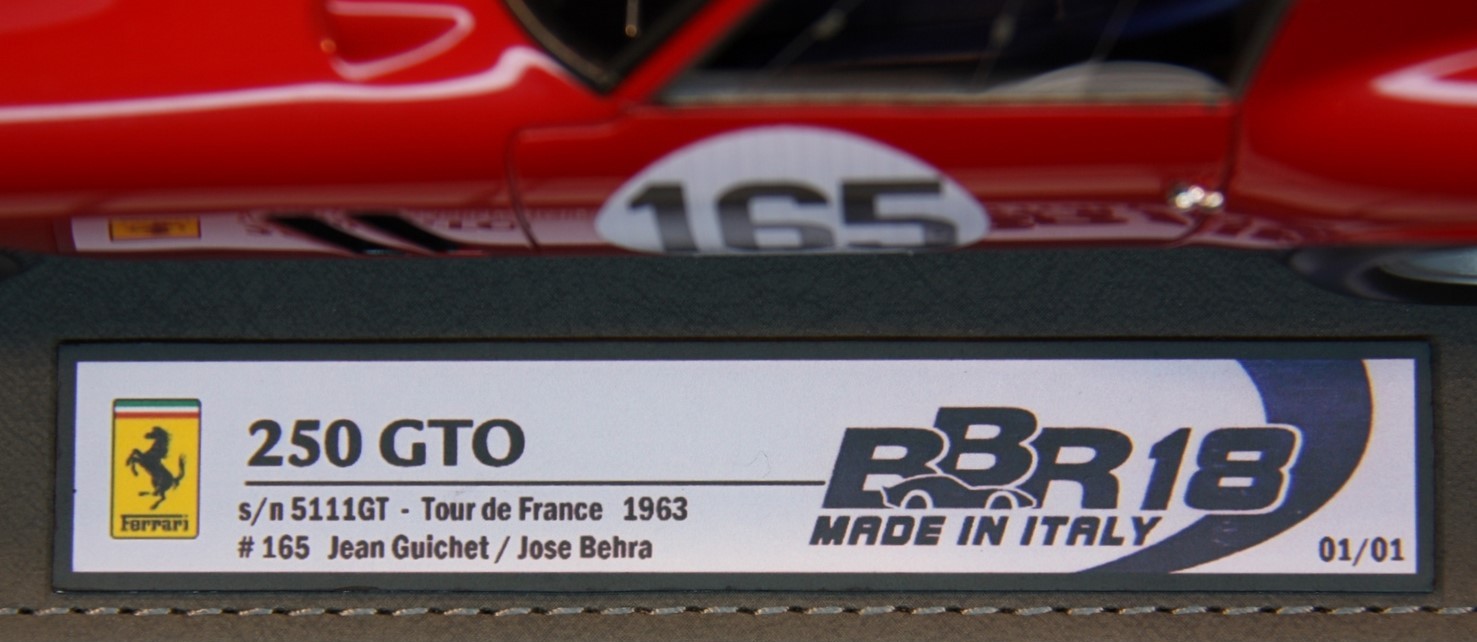 165
250 GTO
s/n 5111GT - Tour de France 1963
# 165 Jean Guichet / Jose Behra
Ferrari
BBR18
MADE IN ITALY
01/01